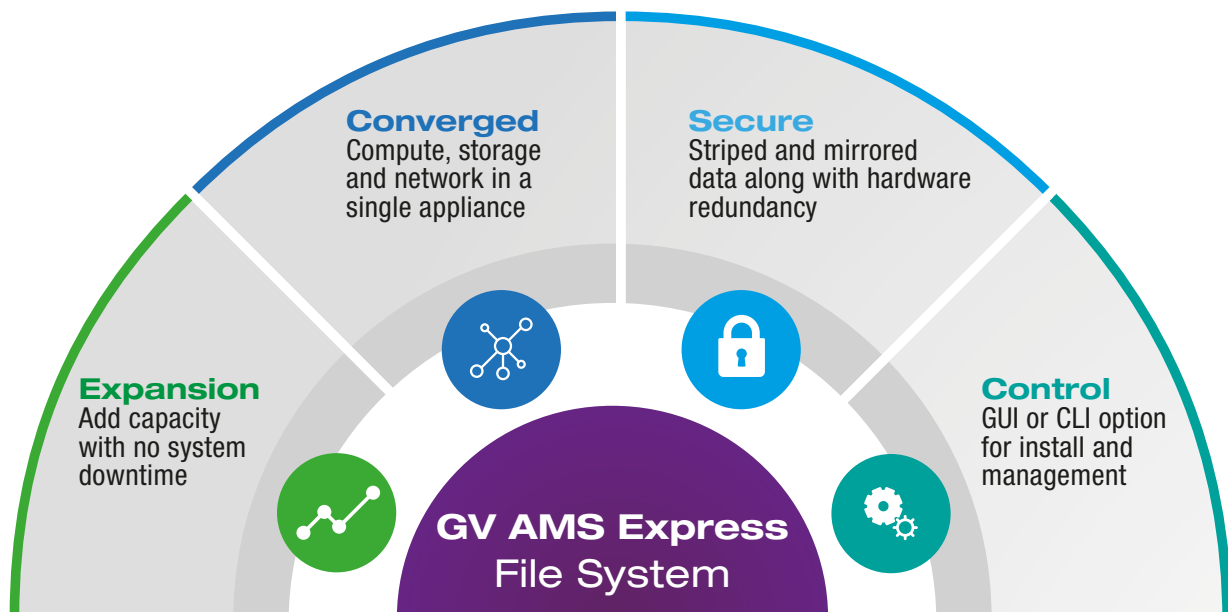 Converged
Compute, storage
and network in a
single appliance
Secure
Striped and mirrored
data along with hardware
redundancy
Expansion
Add capacity
with no system
downtime
Control
GUI or CLI option
for install and
management
GV AMS Express
File System